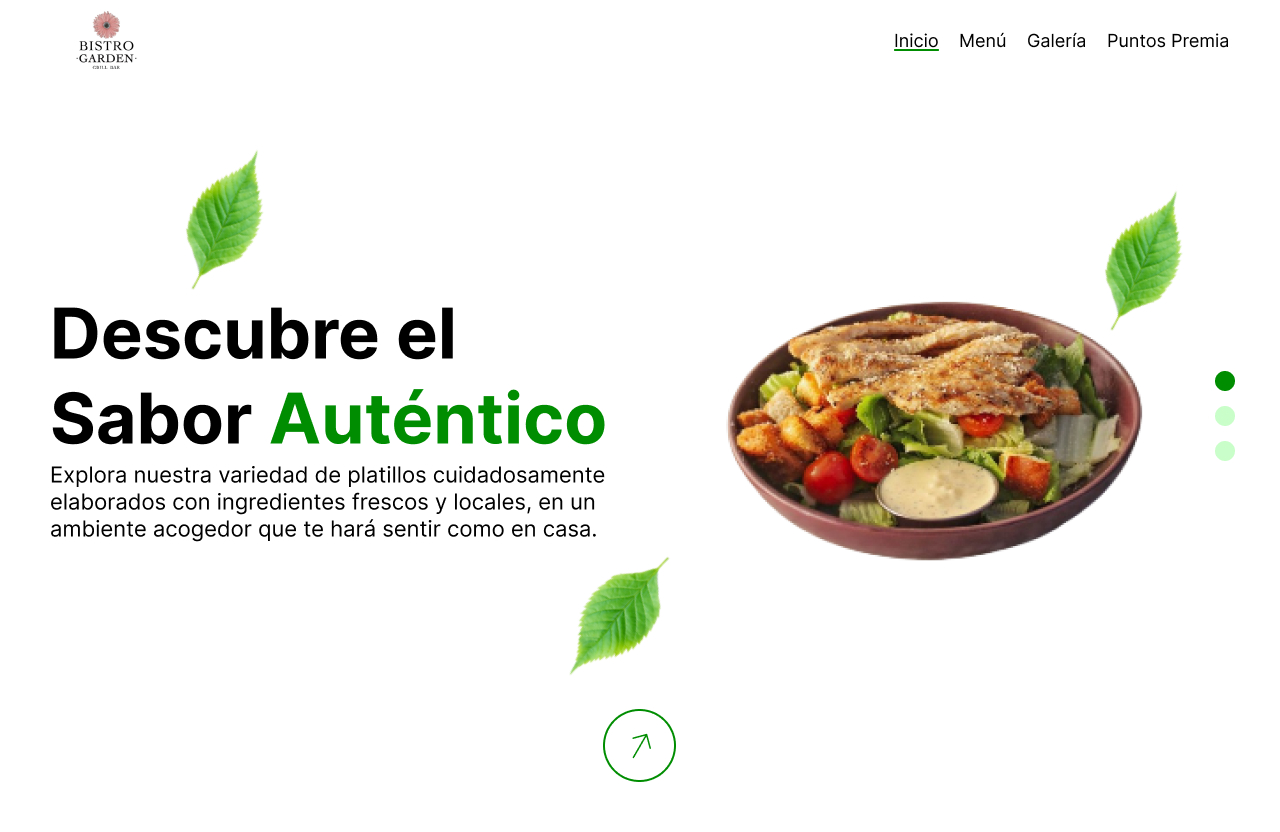 BISTRO
·GARDEN·
GRILL BAR
Inicio Menú Galería Puntos Premia
Descubre el
Sabor Auténtico
Explora nuestra variedad de platillos cuidadosamente
elaborados con ingredientes frescos y locales, en un
ambiente acogedor que te hará sentir como en casa.